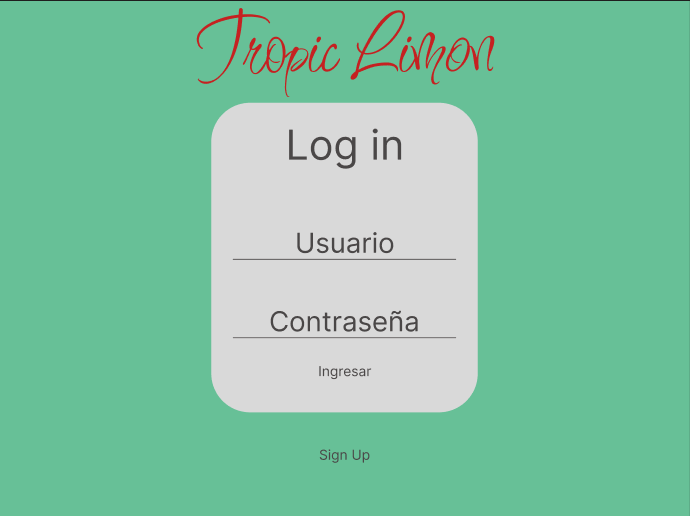 Tropic Limon
Log in
Usuario
Contraseña
Ingresar
Sign Up